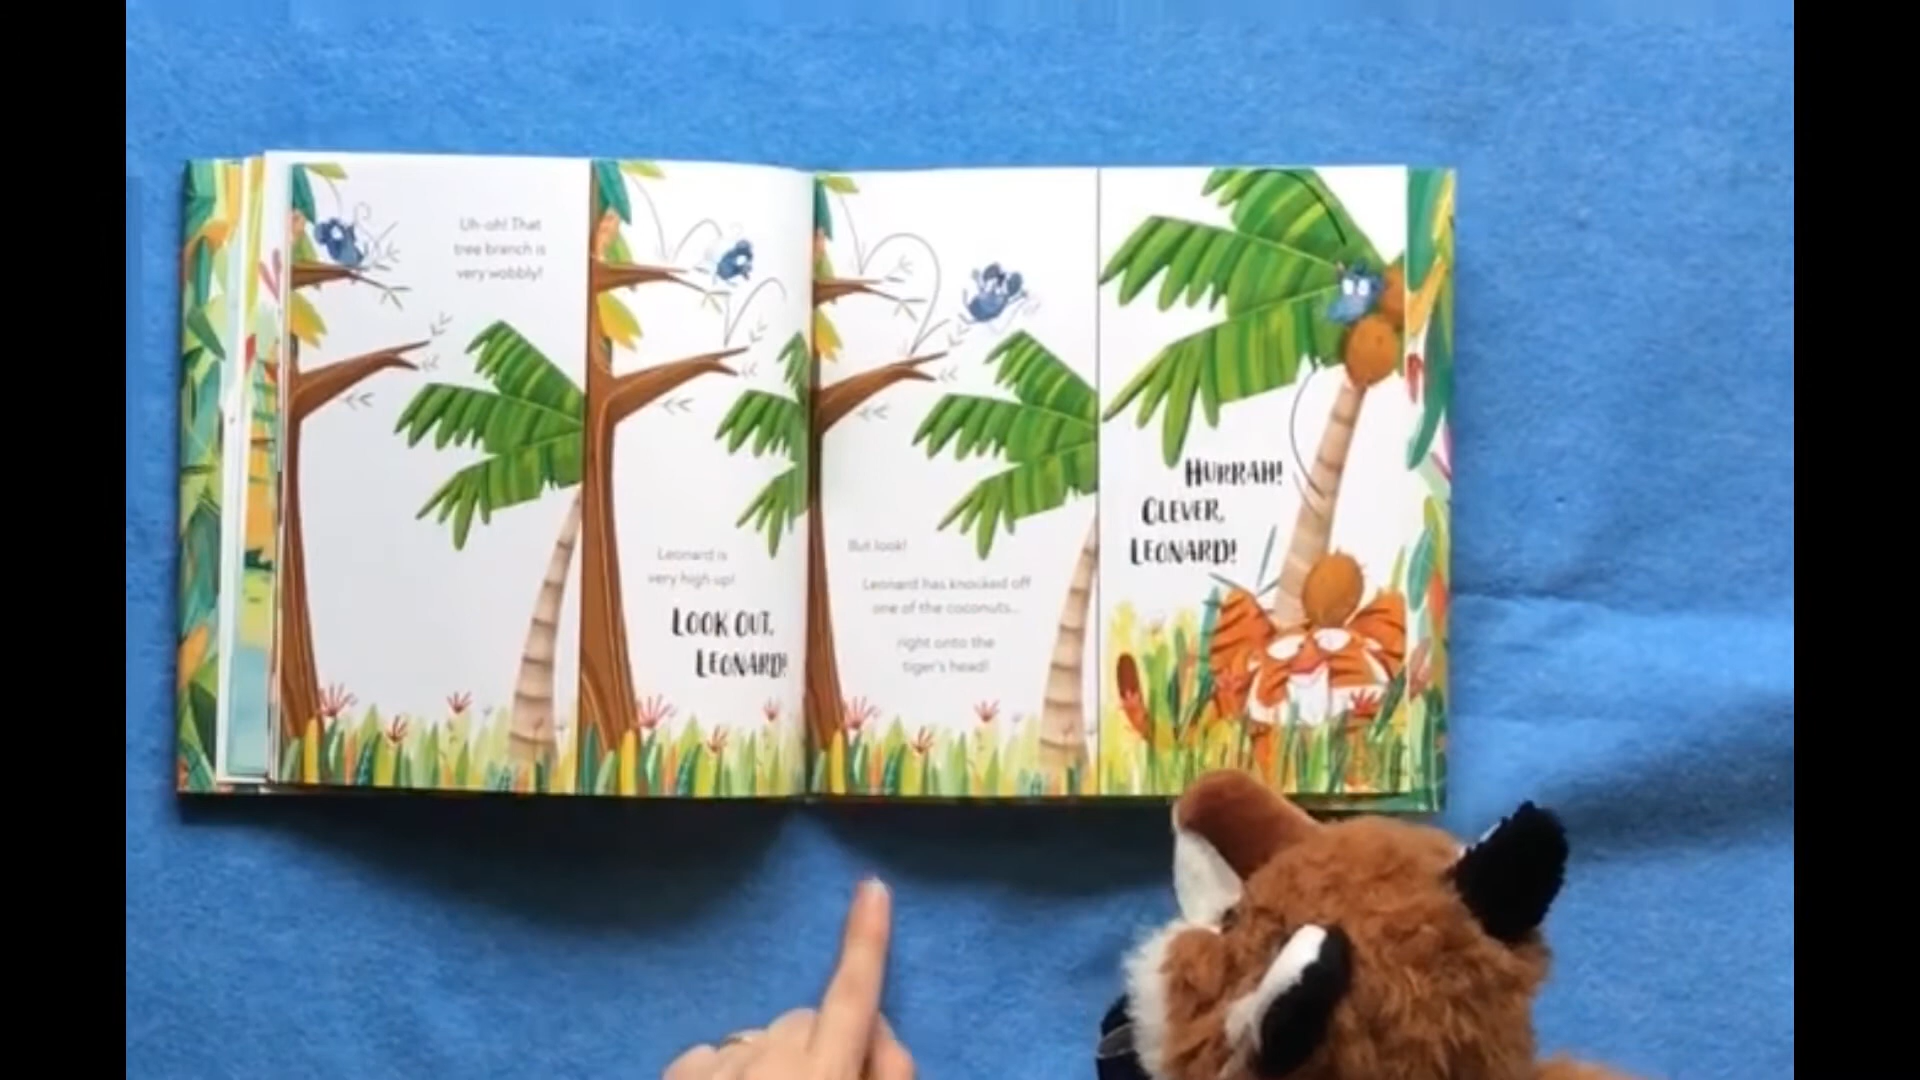 Uh-oh! That
tree branch is
very wobbly!
Leonard is
very high up!
LOOK OUT,
LEONARD!
But look!
Leonard has knocked off
one of the coconuts...
right onto the
tiger's head!
HURRAH!
CLEVER,
LEONARD!